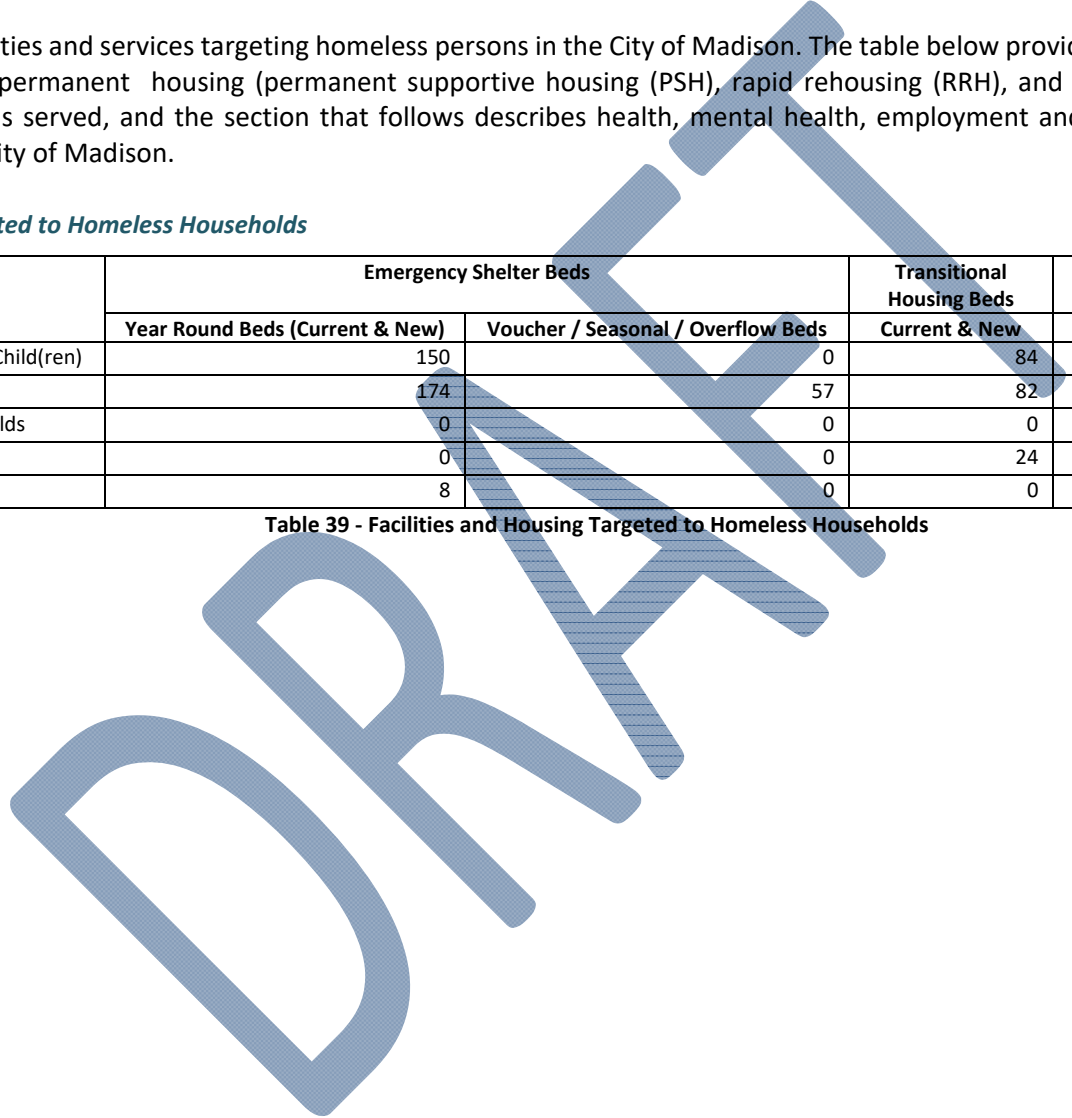 ties and services targeting homeless persons in the City of Madison. The table below provid
permanent housing (permanent supportive housing (PSH), rapid rehousing (RRH), and
s served, and the section that follows describes health, mental health, employment and
ity of Madison.
ted to Homeless Households
Emergency Shelter Beds Transitional Housing Beds
Year Round Beds (Current & New) Voucher / Seasonal / Overflow Beds Current & New
Child(ren) 150 0 84
174 57 82
lds 0 0 0
0 0 24
8 0 0
Table 39 - Facilities and Housing Targeted to Homeless Households
DRAFT